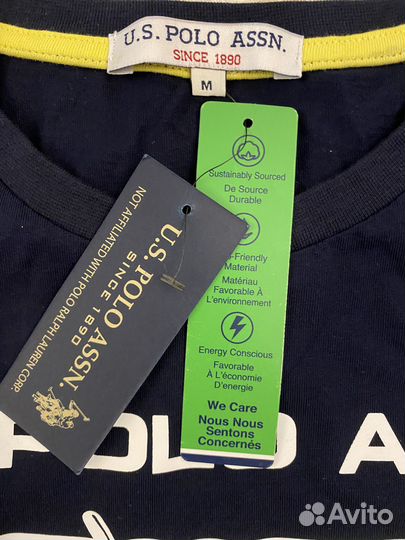 U.S. POLO ASSN.
SINCE 1890
M
U.S. POLO ASSN.
SINCE 1890
NOT AFFILIATED WITH POLO RALPH LAUREN CORP.
Sustainably Sourced
De Source
Durable
-Friendly
Material
Matériau
Favorable À
L'environnement
Energy Conscious
Favorable
À L'économie
D'energie
We Care
Nous Nous
Sentons
Concernés
POLO A
Avito